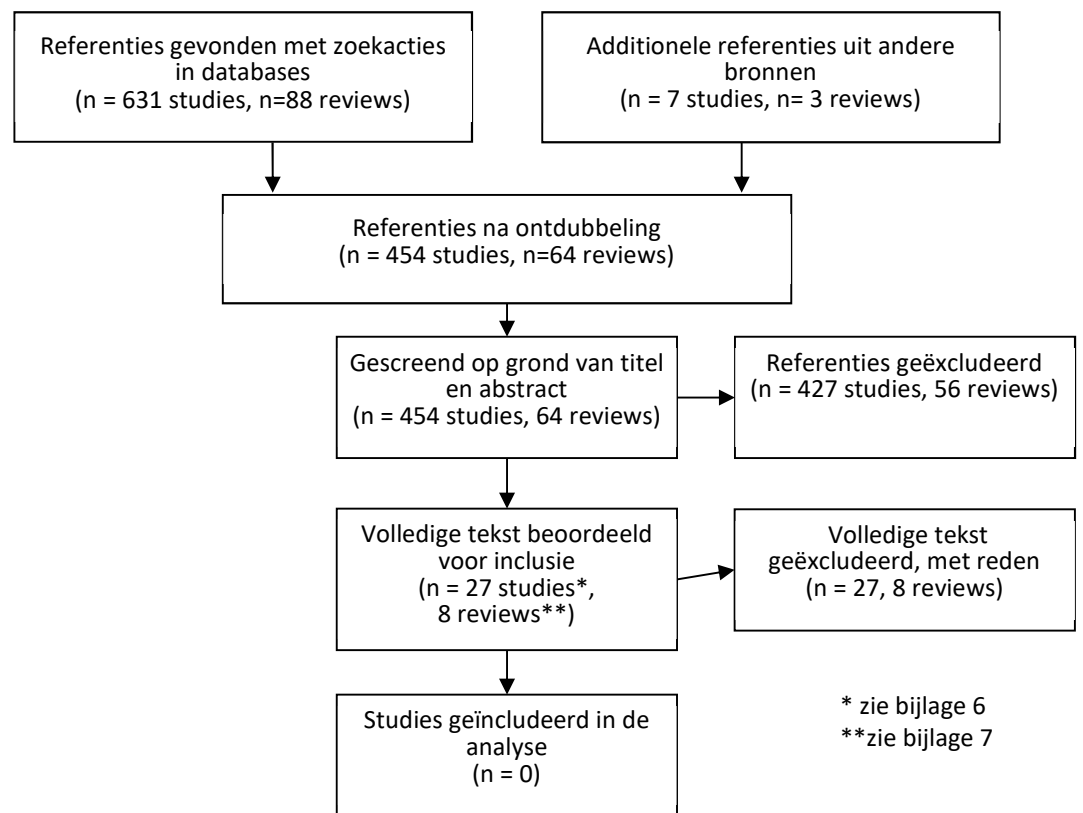 Referenties gevonden met zoekacties
in databases
(n = 631 studies, n=88 reviews)
Additionele referenties uit andere
bronnen
(n = 7 studies, n= 3 reviews)
Referenties na ontdubbeling
(n = 454 studies, n=64 reviews)
Gescreend op grond van titel
en abstract
(n = 454 studies, 64 reviews)
Referenties geëxcludeerd
(n = 427 studies, 56 reviews)
Volledige tekst beoordeeld
voor inclusie
(n = 27 studies*,
8 reviews**)
Volledige tekst
geëxcludeerd, met reden
(n = 27, 8 reviews)
Studies geïncludeerd in de
analyse
(n = 0)
* zie bijlage 6
**zie bijlage 7